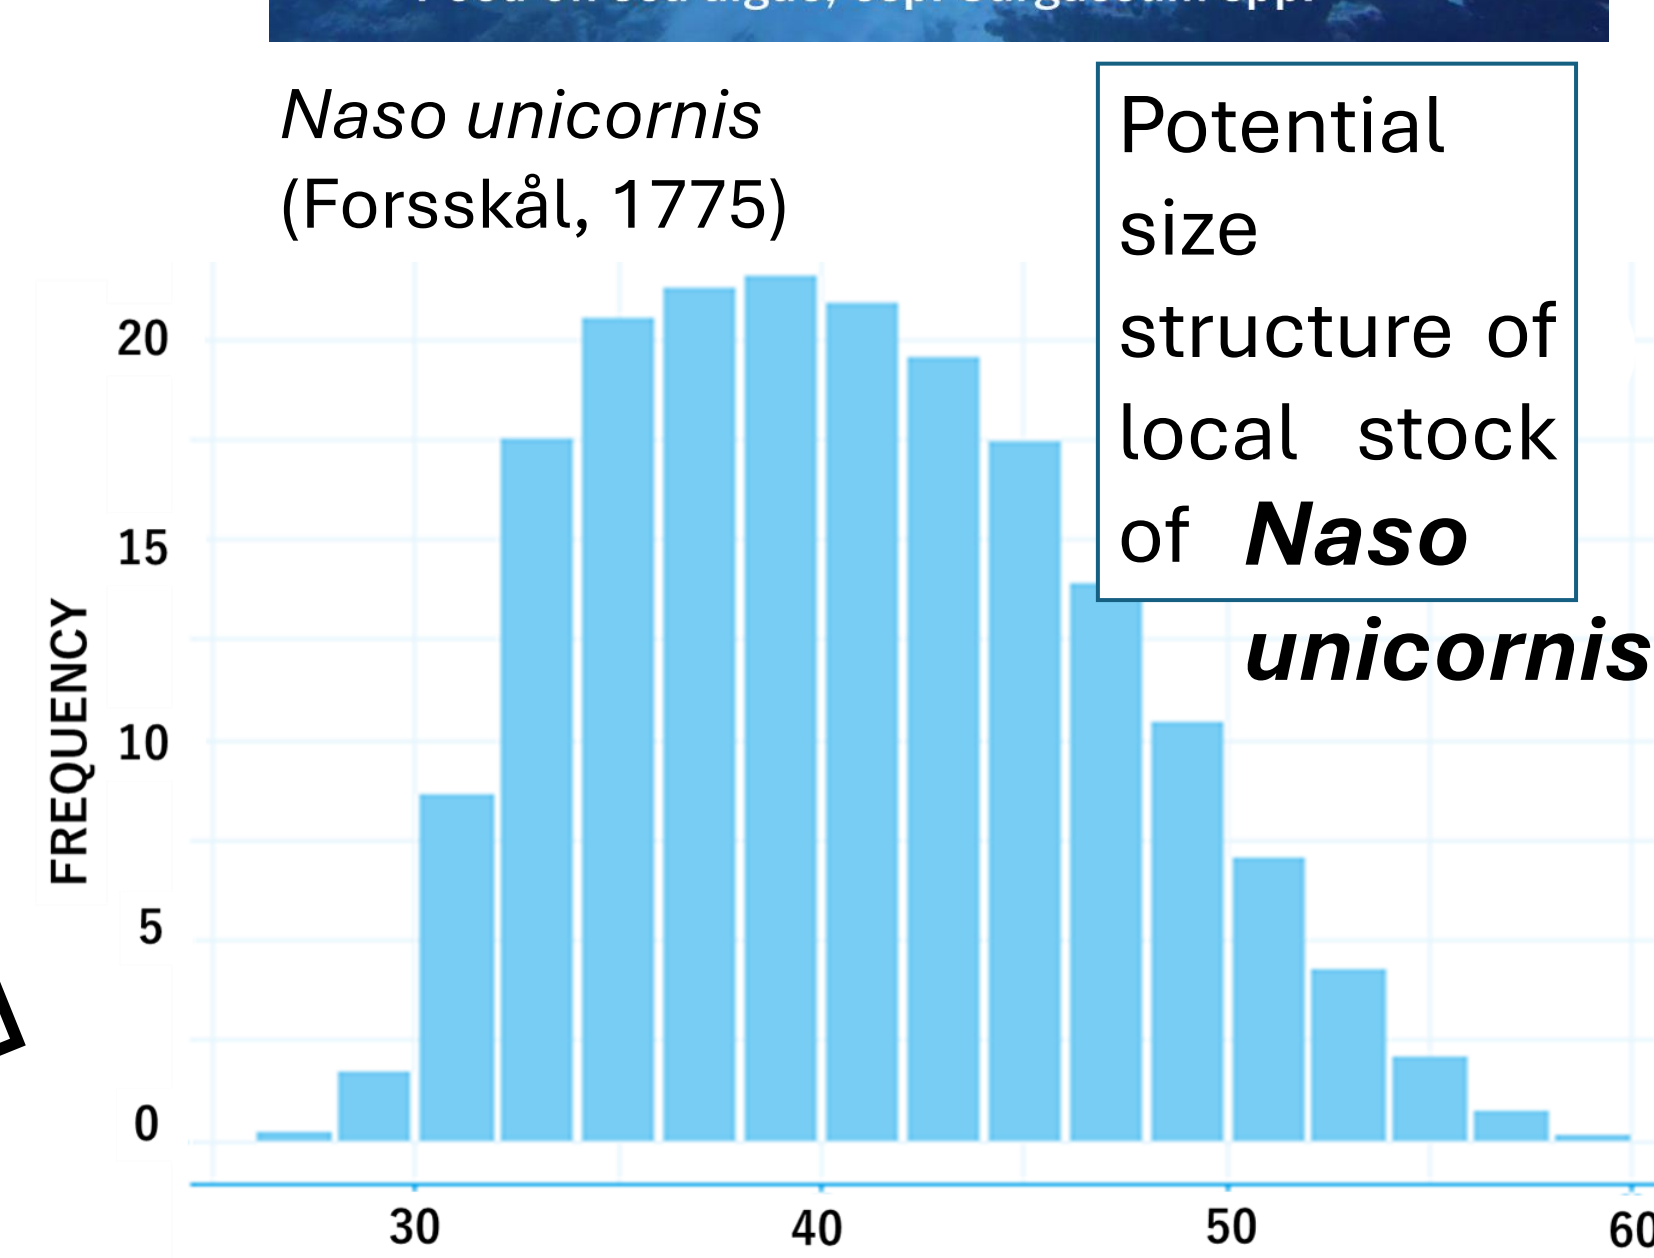 Naso unicornis
(Forsskål, 1775)
Potential
size
structure of
local stock
of Naso
unicornis
FREQUENCY
20
15
10
5
0
30
40
50
60